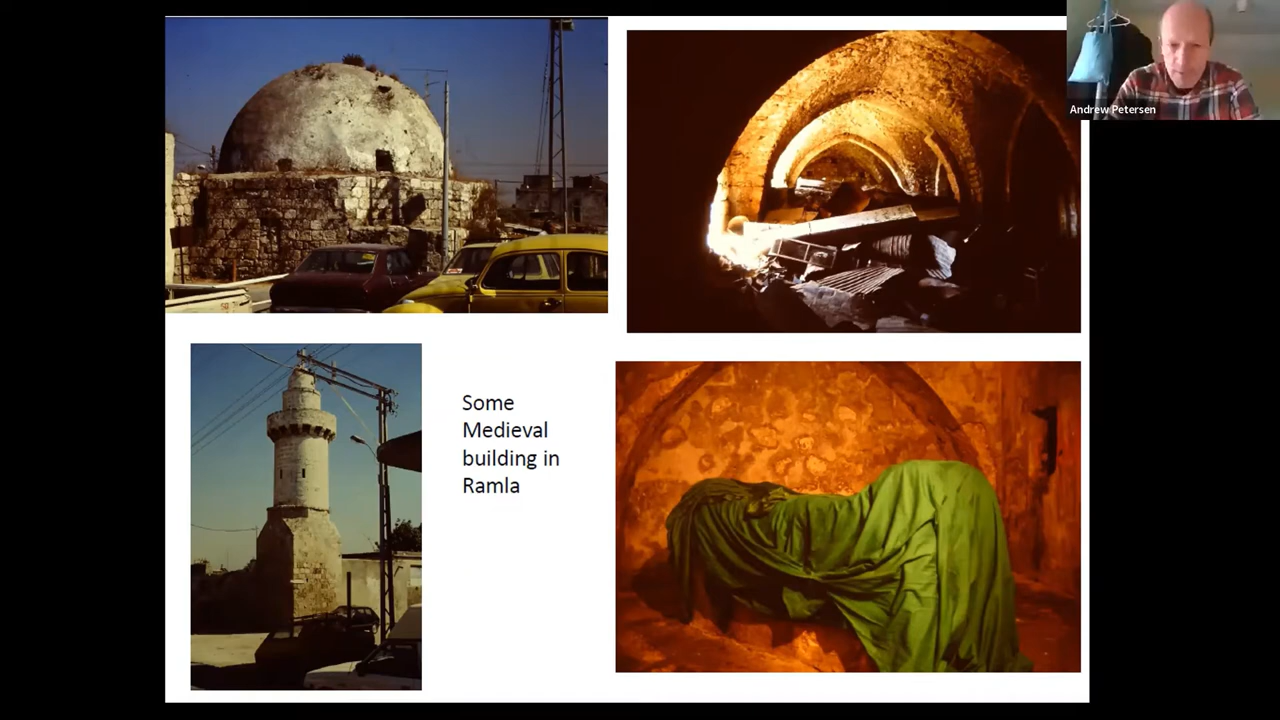 Andrew Petersen
Some
Medieval
building in
Ramla